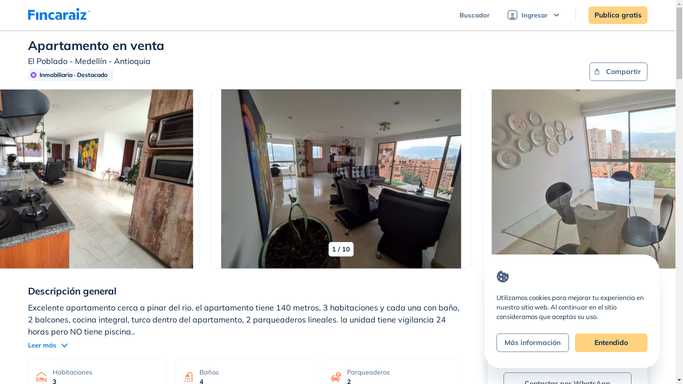 Fincaraiz
Buscador
Ingresar
Publica gratis
Apartamento en venta
El Poblado - Medellín - Antioquia
Inmobiliaria · Destacado
Compartir
1 / 10
Descripción general
Excelente apartamento cerca a pinar del rio. el apartamento tiene 140 metros, 3 habitaciones y cada una con baño,
2 balcones, cocina integral, turco dentro del apartamento, 2 parqueaderos lineales. la unidad tiene vigilancia 24
horas pero NO tiene piscina..
Leer más
Habitaciones
3
Baños
4
Parqueaderos
2
Utilizamos cookies para mejorar tu experiencia en
nuestro sitio web. Al continuar en el sitio
consideramos que aceptas su uso.
Más información
Entendido
Contactar por WhatsApp